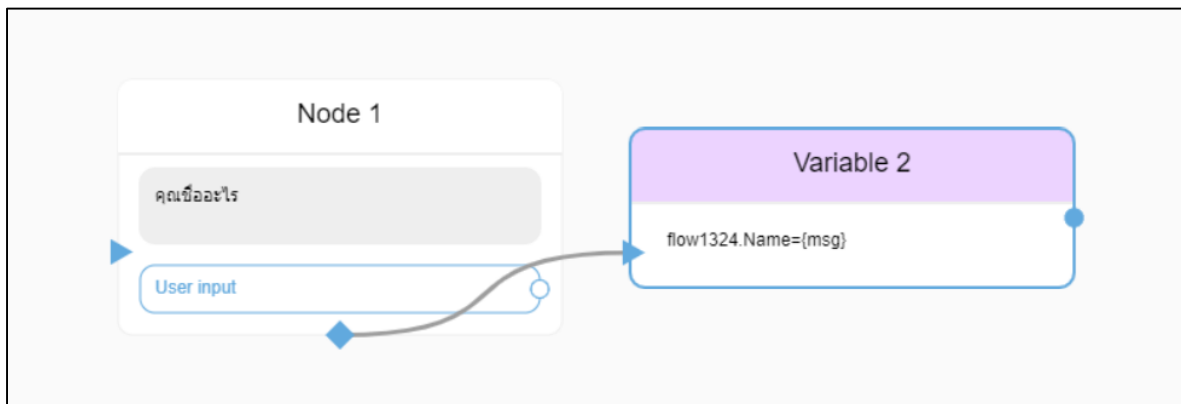 Node 1
คุณชื่ออะไร
User input
Variable 2
flow1324.Name={msg}